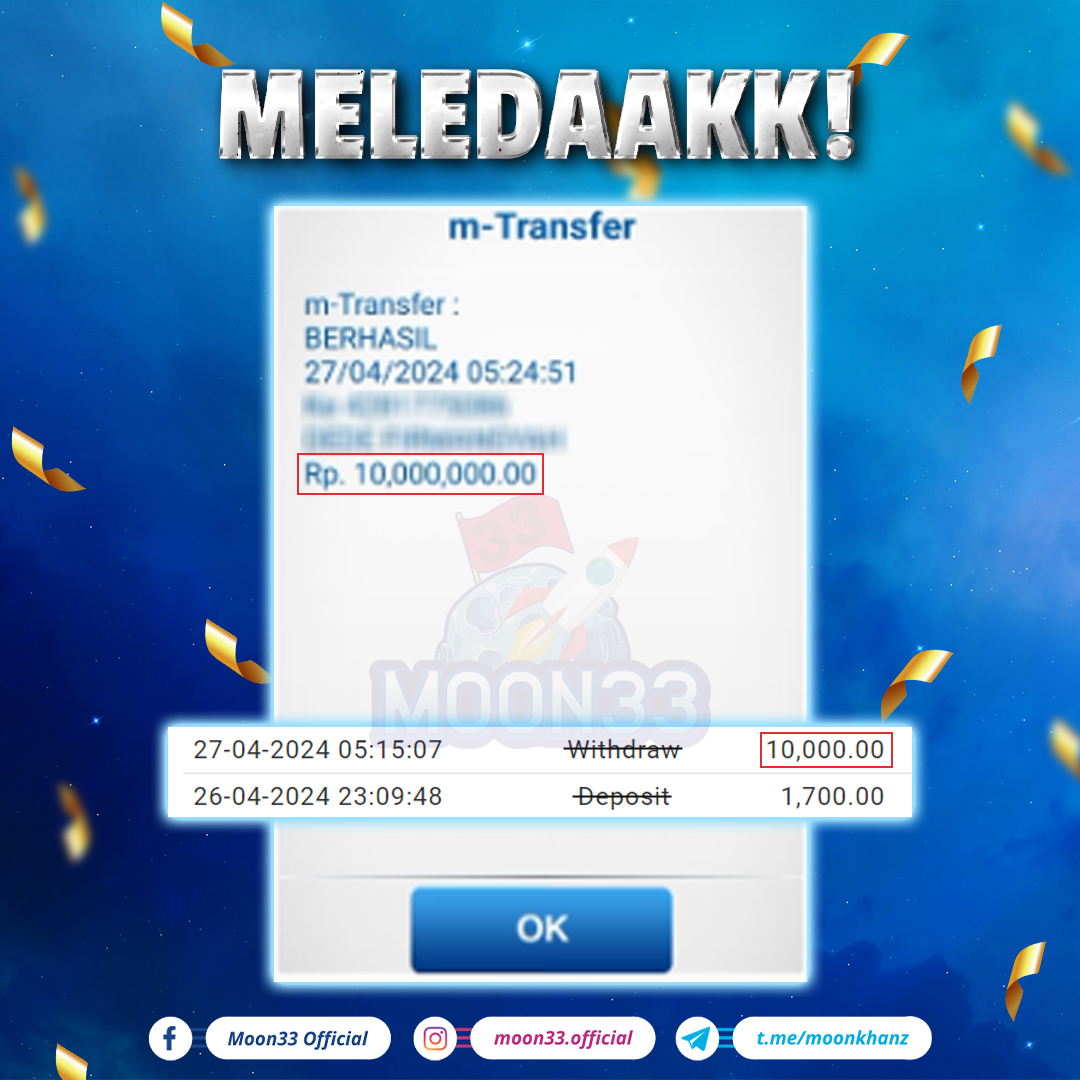 MELEDAAKK!
m-Transfer
m-Transfer :
BERHASIL
27/04/2024 05:24:51
Rp. 10,000,000.00
33
MOON33
27-04-2024 05:15:07 Withdraw 10,000.00
26-04-2024 23:09:48 Deposit 1,700.00
OK
Moon33 Official moon33.official t.me/moonkhanz